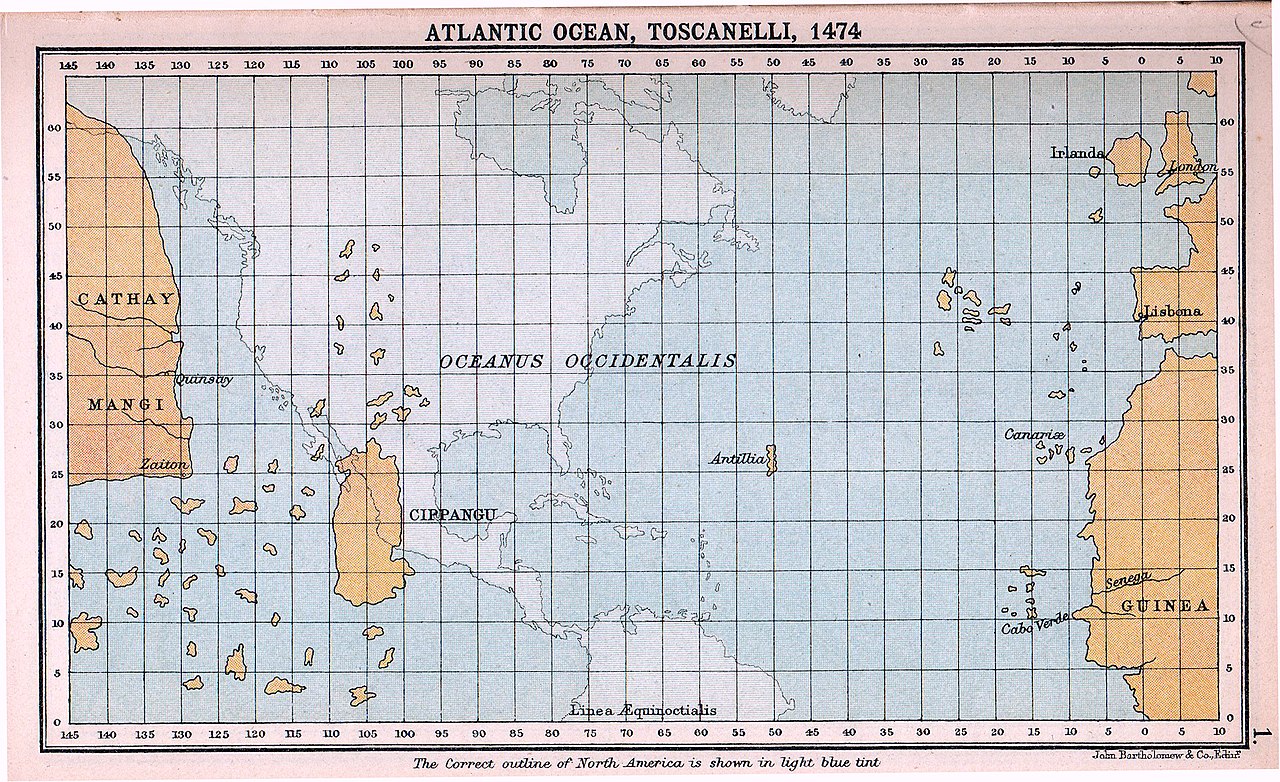 ATLANTIC OCEAN, TOSCANELLI, 1474
145 140 135 130 125 120 120 115 110 105 100 95 90 85 80 75 70 65 60 55 50 45 40 35 30 25 20 15 10 5 0 5 10
60 60
Irlanda
London
55 55
50 50
45 45
CATHAY
Lisbona
40 40
OCEANUS OCCIDENTALIS
35 35
Quinsay
MANGI
30 30
Canariæ
Antillia
Zaiton
25 25
CIPPANGU
20 20
15 15
Senega
GUINEA
10 10
Cabo Verde
5 5
Linea Æquinoctialis
0 0
145 140 135 130 125 120 115 110 105 100 95 90 85 80 75 70 65 60 55 50 45 40 35 30 25 20 15 10 5 0 5 10
1.
John Bartholomew & Co., Edinr.
The Correct outline of North America is shown in light blue tint